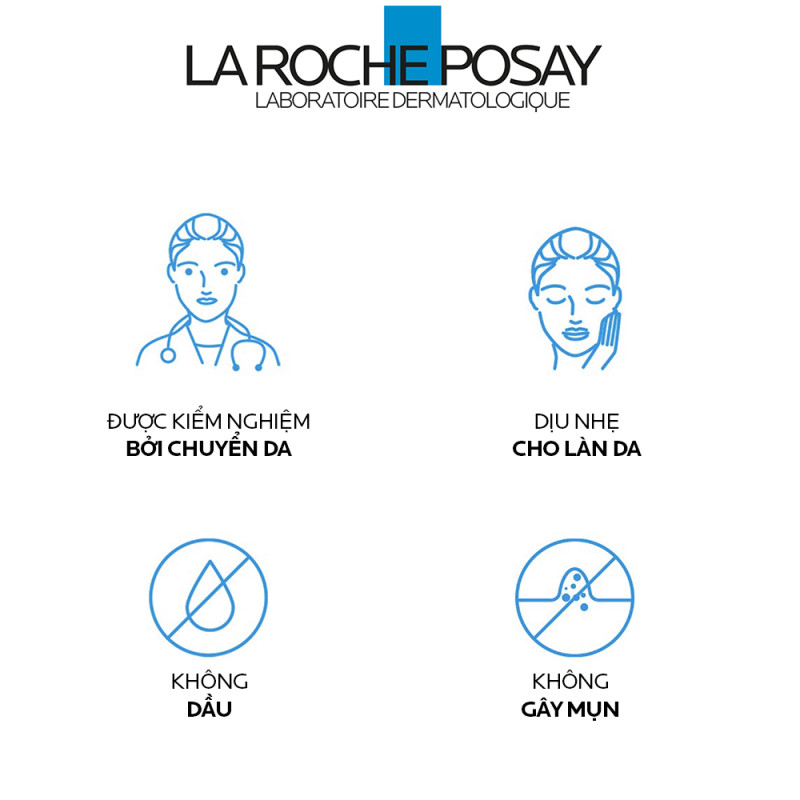 LA ROCHE POSAY
LABORATOIRE DERMATOLOGIQUE
ĐƯỢC KIỂM NGHIỆM
BỞI CHUYỂN DA
DỊU NHẸ
CHO LÀN DA
KHÔNG
DẦU
KHÔNG
GÂY MỤN